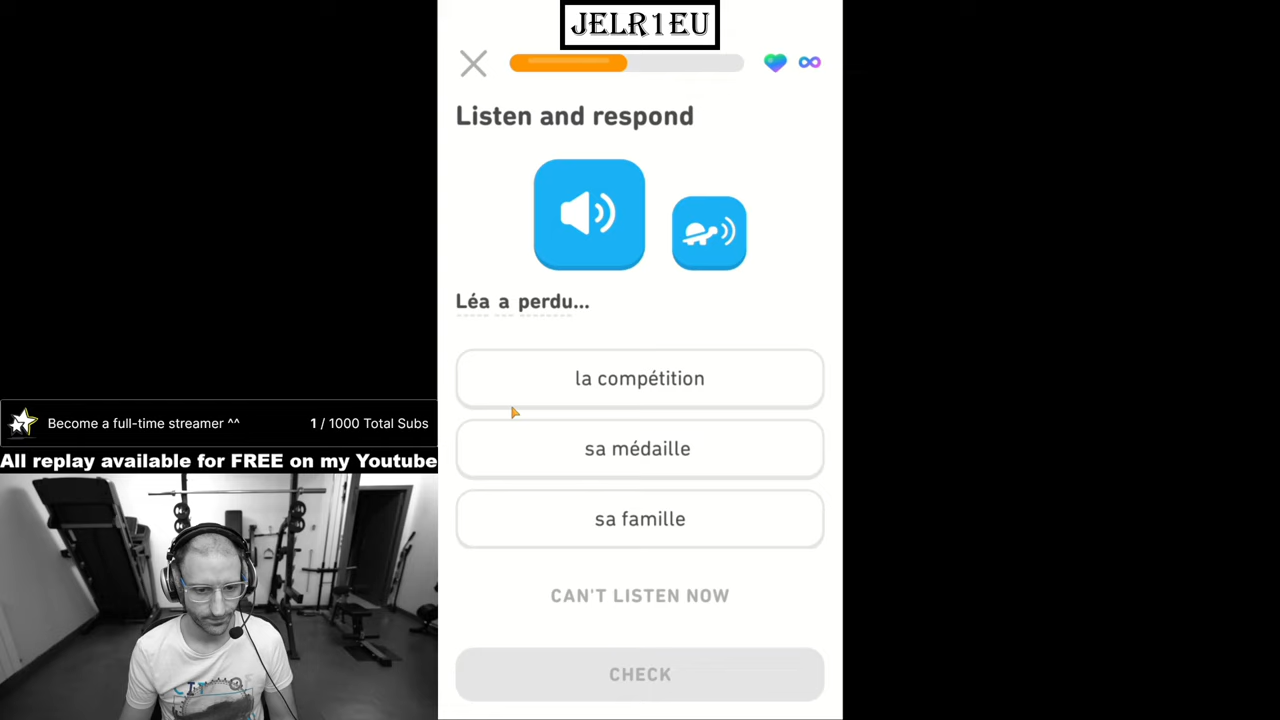 JELR1EU
Listen and respond
Léa a perdu...
la compétition
sa médaille
sa famille
CAN'T LISTEN NOW
CHECK
Become a full-time streamer ^^ 1 / 1000 Total Subs
All replay available for FREE on my Youtube